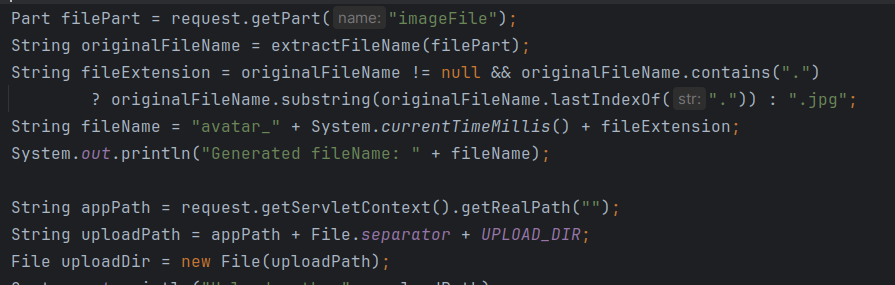 Part filePart = request.getPart( name: "imageFile");
String originalFileName = extractFileName(filePart);
String fileExtension = originalFileName != null && originalFileName.contains(".")
? originalFileName.substring(originalFileName.lastIndexOf( str: ".")) : ".jpg";
String fileName = "avatar_" + System.currentTimeMillis() + fileExtension;
System.out.println("Generated fileName: " + fileName);
String appPath = request.getServletContext().getRealPath("");
String uploadPath = appPath + File.separator + UPLOAD_DIR;
File uploadDir = new File(uploadPath);